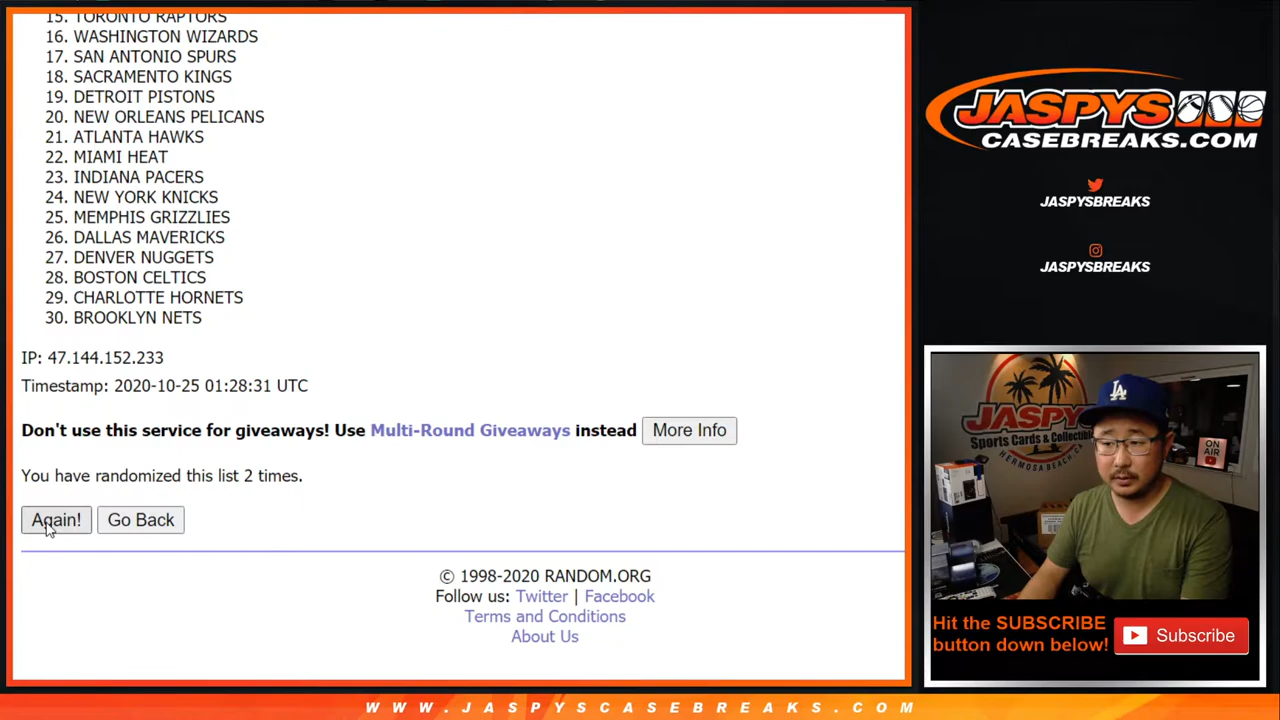 15. TORONTO RAPTORS
16. WASHINGTON WIZARDS
17. SAN ANTONIO SPURS
18. SACRAMENTO KINGS
19. DETROIT PISTONS
20. NEW ORLEANS PELICANS
21. ATLANTA HAWKS
22. MIAMI HEAT
23. INDIANA PACERS
24. NEW YORK KNICKS
25. MEMPHIS GRIZZLIES
26. DALLAS MAVERICKS
27. DENVER NUGGETS
28. BOSTON CELTICS
29. CHARLOTTE HORNETS
30. BROOKLYN NETS
IP: 47.144.152.233
Timestamp: 2020-10-25 01:28:31 UTC
Don't use this service for giveaways! Use Multi-Round Giveaways instead More Info
You have randomized this list 2 times.
Again! Go Back
© 1998-2020 RANDOM.ORG
Follow us: Twitter | Facebook
Terms and Conditions
About Us
JASPYS
CASEBREAKS.COM
JASPYSBREAKS
JASPYSBREAKS
JASPYS
Sports Cards & Collectibles
HERMOSA BEACH, CA
LA
ON
AIR
Hit the SUBSCRIBE
button down below!
Subscribe
WWW.JASPYSCASEBREAKS.COM